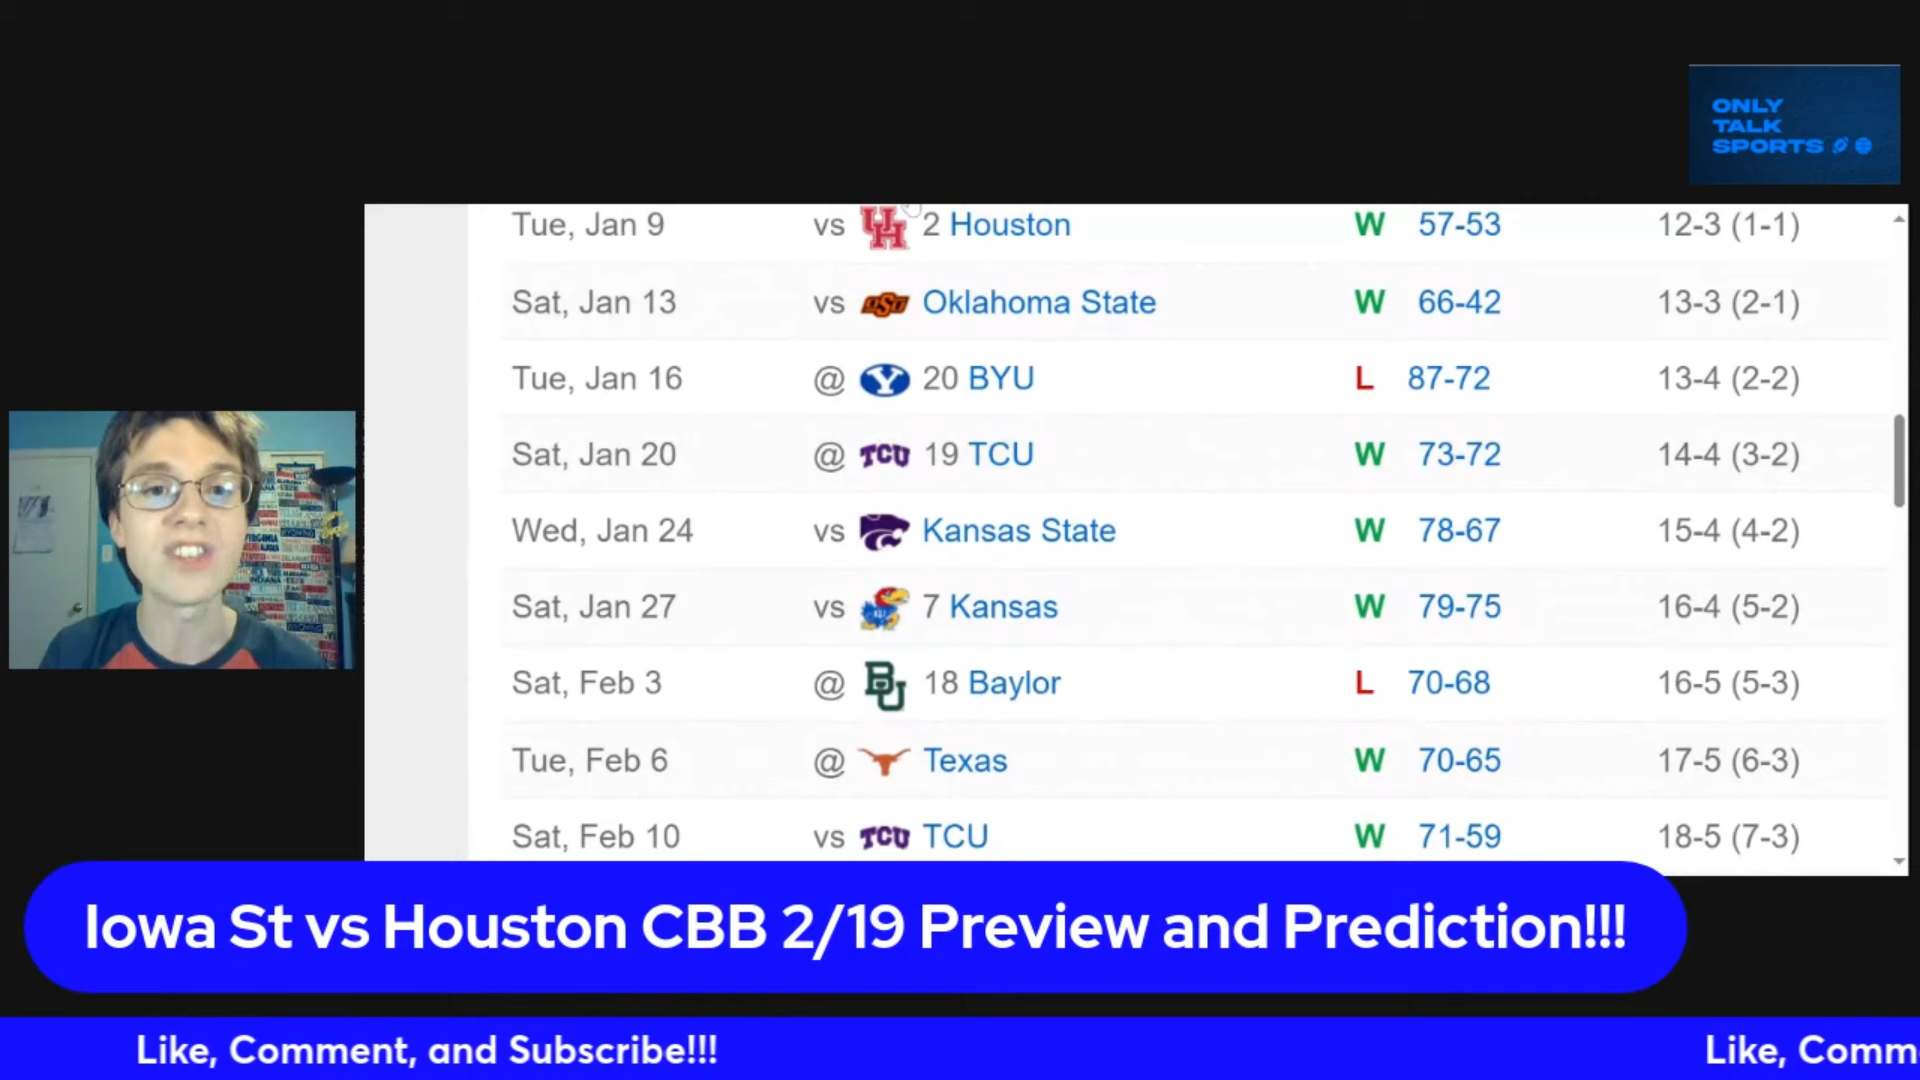 ONLY
TALK
SPORTS
Tue, Jan 9 vs UH 2 Houston W 57-53 12-3 (1-1)
Sat, Jan 13 vs OSU Oklahoma State W 66-42 13-3 (2-1)
Tue, Jan 16 @ Y 20 BYU L 87-72 13-4 (2-2)
Sat, Jan 20 @ TCU 19 TCU W 73-72 14-4 (3-2)
Wed, Jan 24 vs Kansas State W 78-67 15-4 (4-2)
Sat, Jan 27 vs 7 Kansas W 79-75 16-4 (5-2)
Sat, Feb 3 @ BU 18 Baylor L 70-68 16-5 (5-3)
Tue, Feb 6 @ Texas W 70-65 17-5 (6-3)
Sat, Feb 10 vs TCU TCU W 71-59 18-5 (7-3)
VIRGINIA
INDIANA
Iowa St vs Houston CBB 2/19 Preview and Prediction!!!
Like, Comment, and Subscribe!!! Like, Comm